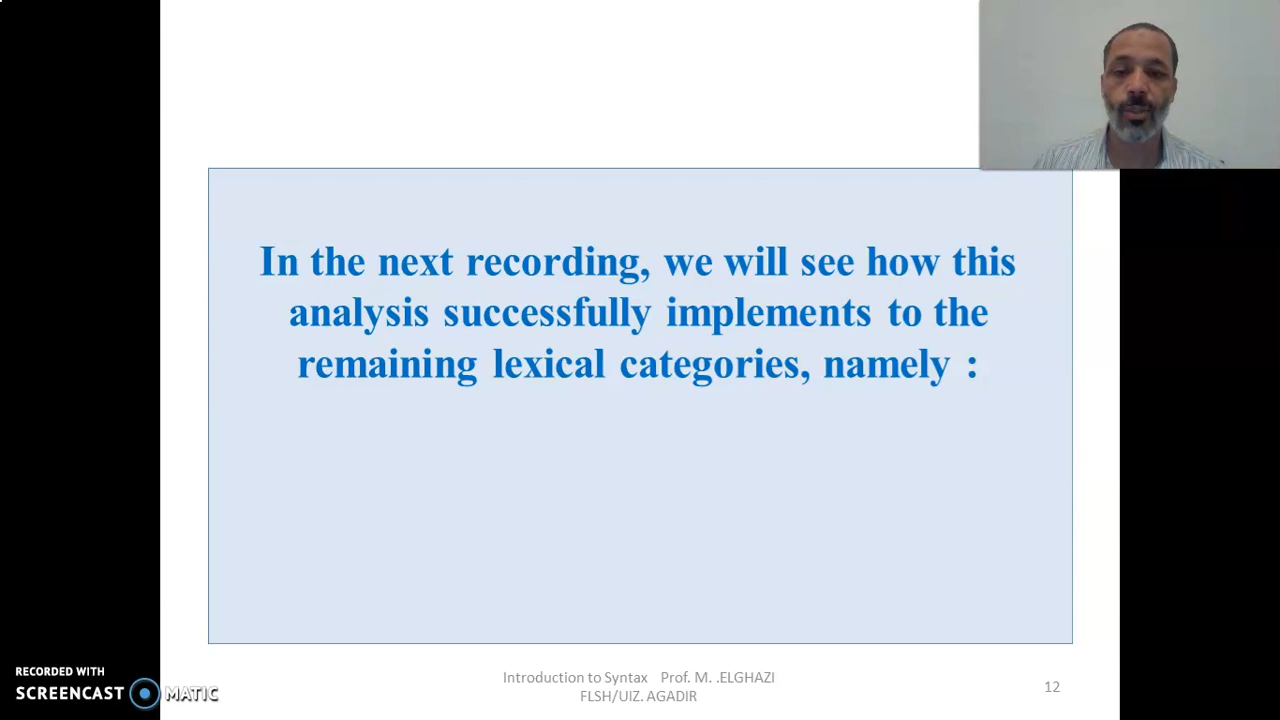 In the next recording, we will see how this
analysis successfully implements to the
remaining lexical categories, namely :
RECORDED WITH
SCREENCAST MATIC
Introduction to Syntax Prof. M. .ELGHAZI
FLSH/UIZ. AGADIR
12